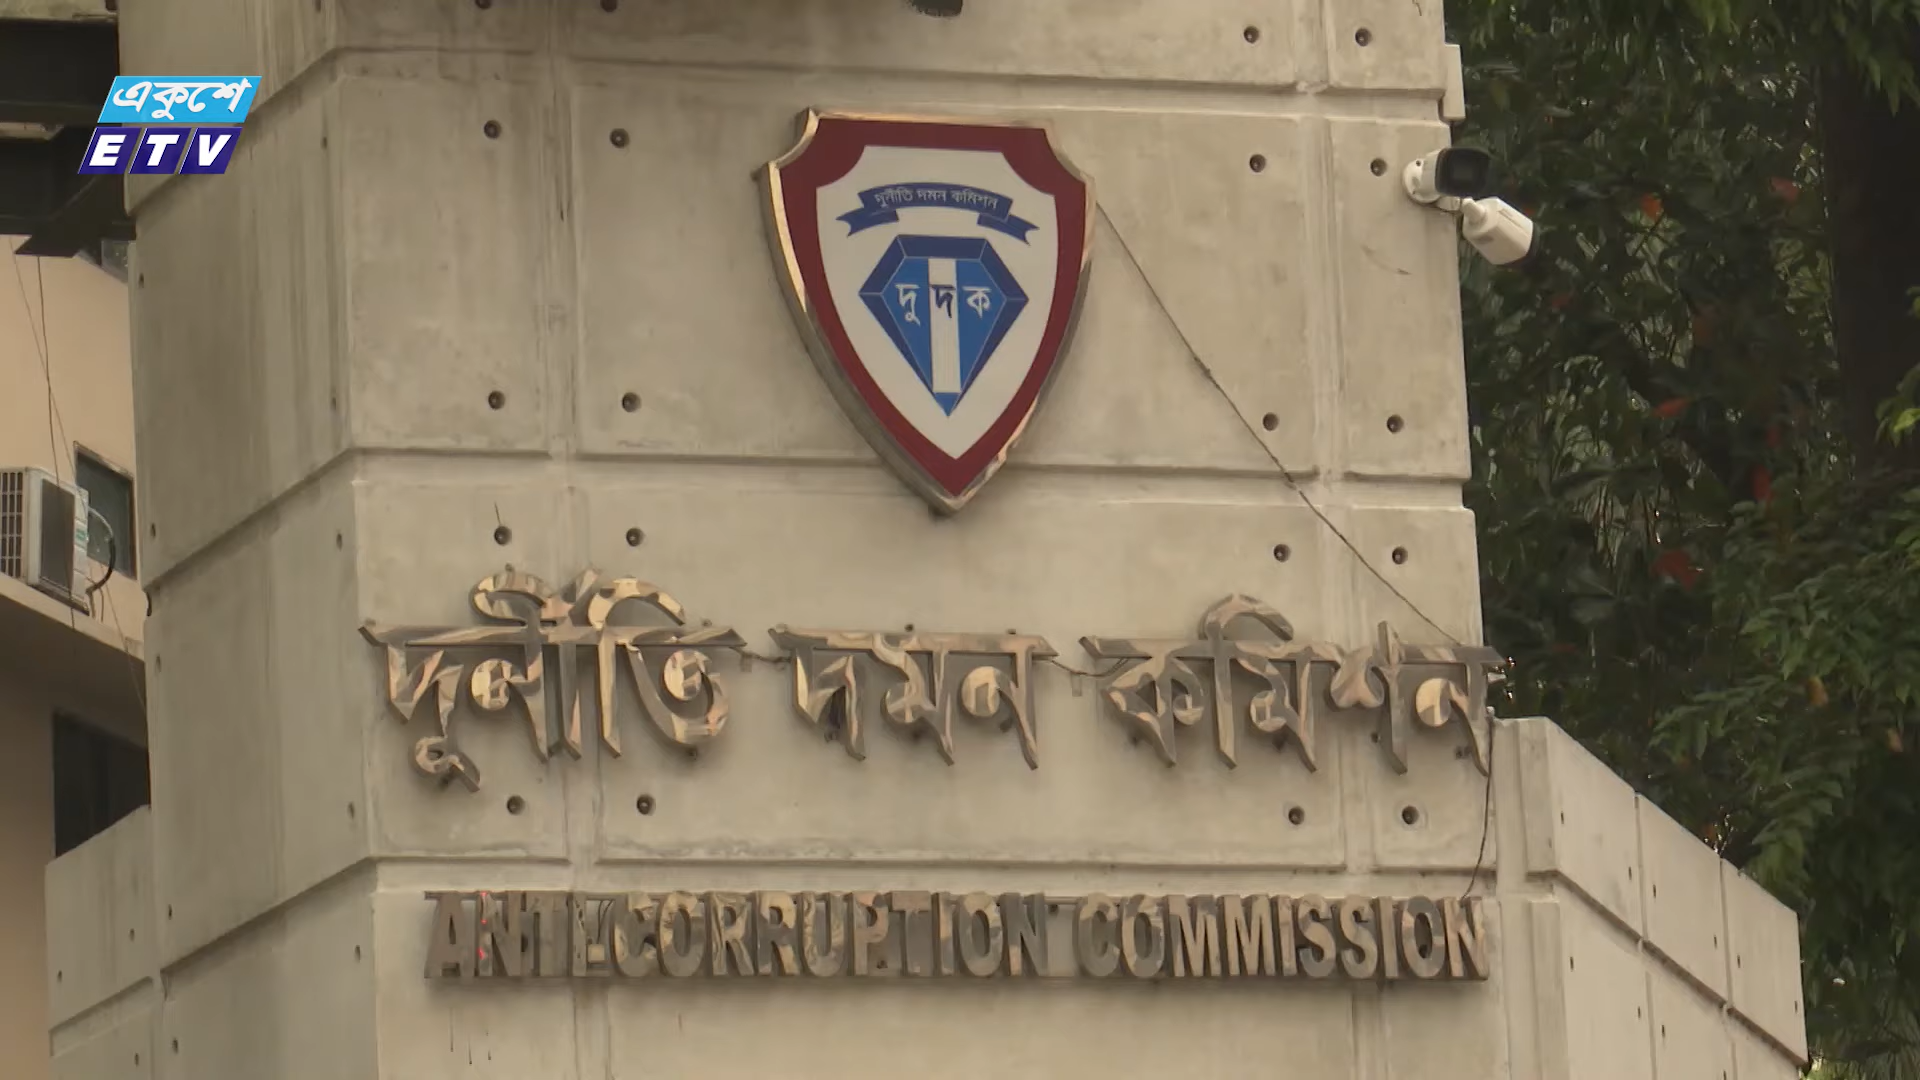 একুশে
ETV
দুর্নীতি দমন কমিশন
দুদক
দুর্নীতি দমন কমিশন
ANTI-CORRUPTION COMMISSION